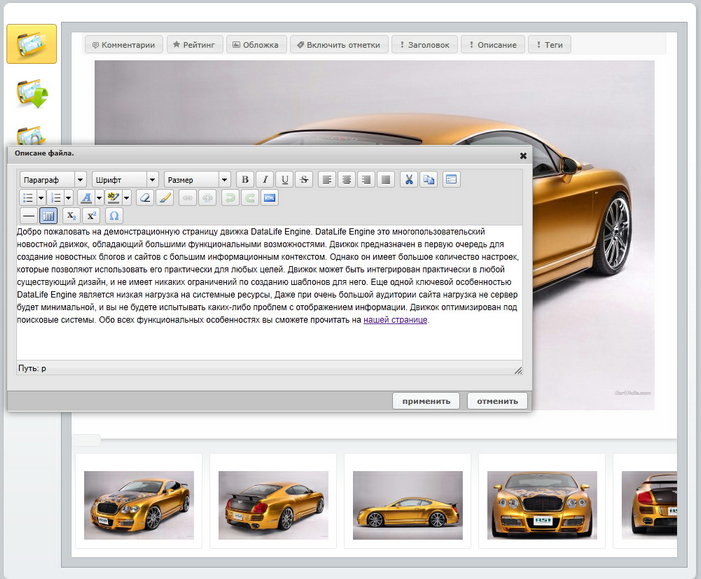 Комментарии Рейтинг Обложка Включить отметки Заголовок Описание Теги
Описане файла.
Параграф Шрифт Размер B I U S
Добро пожаловать на демонстрационную страницу движка DataLife Engine. DataLife Engine это многопользовательский
новостной движок, обладающий большими функциональными возможностями. Движок предназначен в первую очередь для
создание новостных блогов и сайтов с большим информационным контекстом. Однако он имеет большое количество настроек,
которые позволяют использовать его практически для любых целей. Движок может быть интегрирован практически в любой
существующий дизайн, и не имеет никаких ограничений по созданию шаблонов для него. Еще одной ключевой особенностью
DataLife Engine является низкая нагрузка на системные ресурсы, Даже при очень большой аудитории сайта нагрузка не сервер
будет минимальной, и вы не будете испытывать каких-либо проблем с отображением информации. Движок оптимизирован под
поисковые системы. Обо всех функциональных особенностях вы сможете прочитать на нашей странице.
Путь: p
применить отменить